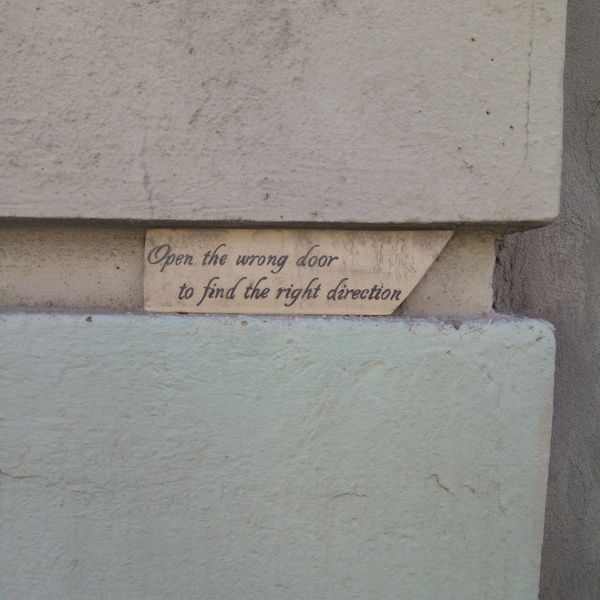 Open the wrong door
to find the right direction